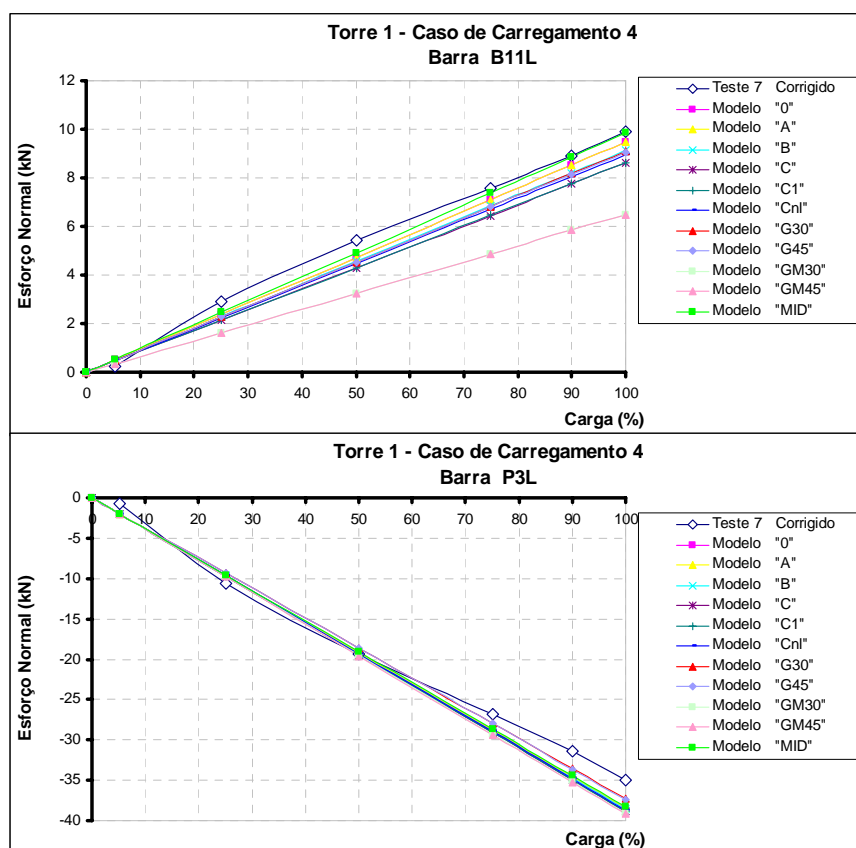 Torre 1 - Caso de Carregamento 4
Barra B11L
Esforço Normal (kN)
12
10
8
6
4
2
0
0 10 20 30 40 50 60 70 80 90 100
Carga (%)
Teste 7 Corrigido
Modelo "0"
Modelo "A"
Modelo "B"
Modelo "C"
Modelo "C1"
Modelo "Cnl"
Modelo "G30"
Modelo "G45"
Modelo "GM30"
Modelo "GM45"
Modelo "MID"
Torre 1 - Caso de Carregamento 4
Barra P3L
Esforço Normal (kN)
0
-5
-10
-15
-20
-25
-30
-35
-40
0 10 20 30 40 50 60 70 80 90 100
Carga (%)
Teste 7 Corrigido
Modelo "0"
Modelo "A"
Modelo "B"
Modelo "C"
Modelo "C1"
Modelo "Cnl"
Modelo "G30"
Modelo "G45"
Modelo "GM30"
Modelo "GM45"
Modelo "MID"